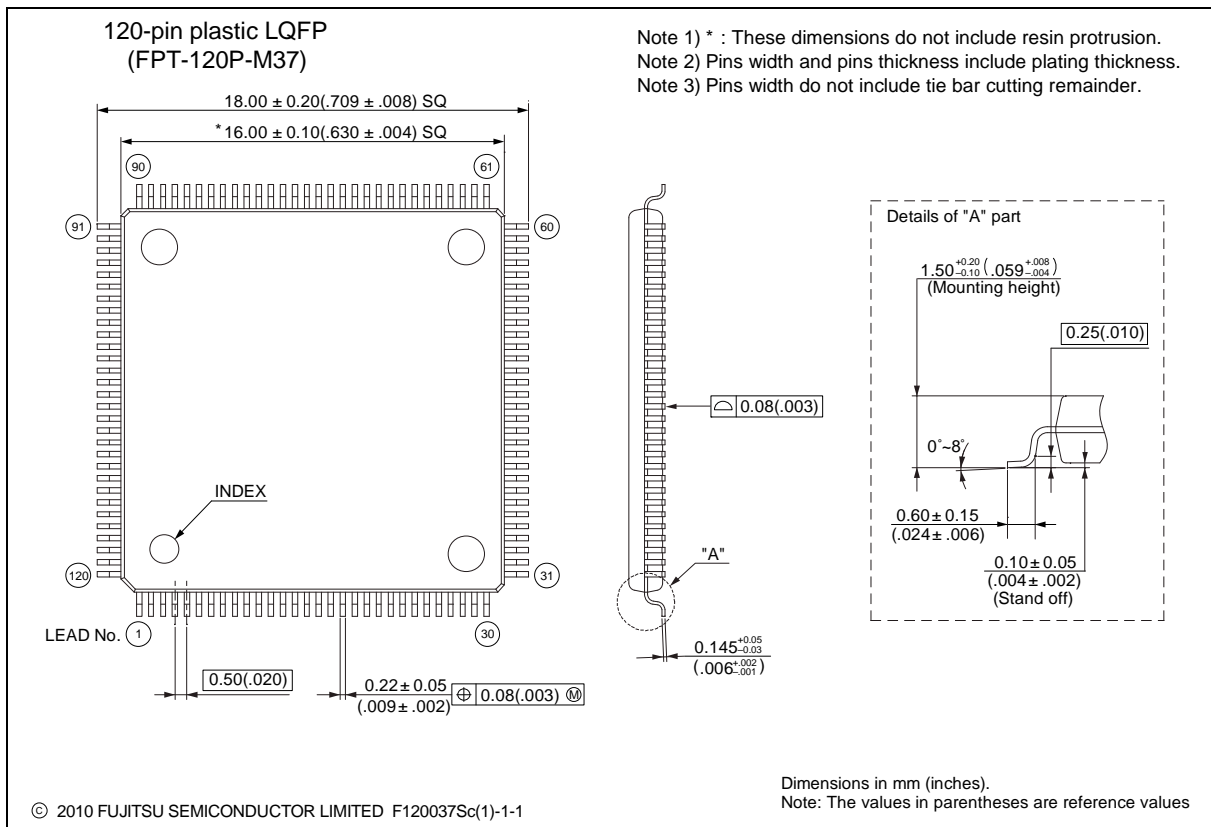 120-pin plastic LQFP
(FPT-120P-M37)
Note 1) * : These dimensions do not include resin protrusion.
Note 2) Pins width and pins thickness include plating thickness.
Note 3) Pins width do not include tie bar cutting remainder.
18.00 ± 0.20(.709 ± .008) SQ
*16.00 ± 0.10(.630 ± .004) SQ
90
61
91
60
INDEX
120
31
LEAD No. 1
30
0.50(.020)
0.22 ± 0.05
(.009 ± .002)
⌖ 0.08(.003) Ⓜ
⌓ 0.08(.003)
"A"
0.145 +0.05 –0.03
(.006 +.002 –.001)
Details of "A" part
1.50 +0.20 –0.10 (.059 +.008 –.004)
(Mounting height)
0.25(.010)
0°~8°
0.60 ± 0.15
(.024 ± .006)
0.10 ± 0.05
(.004 ± .002)
(Stand off)
Dimensions in mm (inches).
Note: The values in parentheses are reference values
© 2010 FUJITSU SEMICONDUCTOR LIMITED F120037Sc(1)-1-1